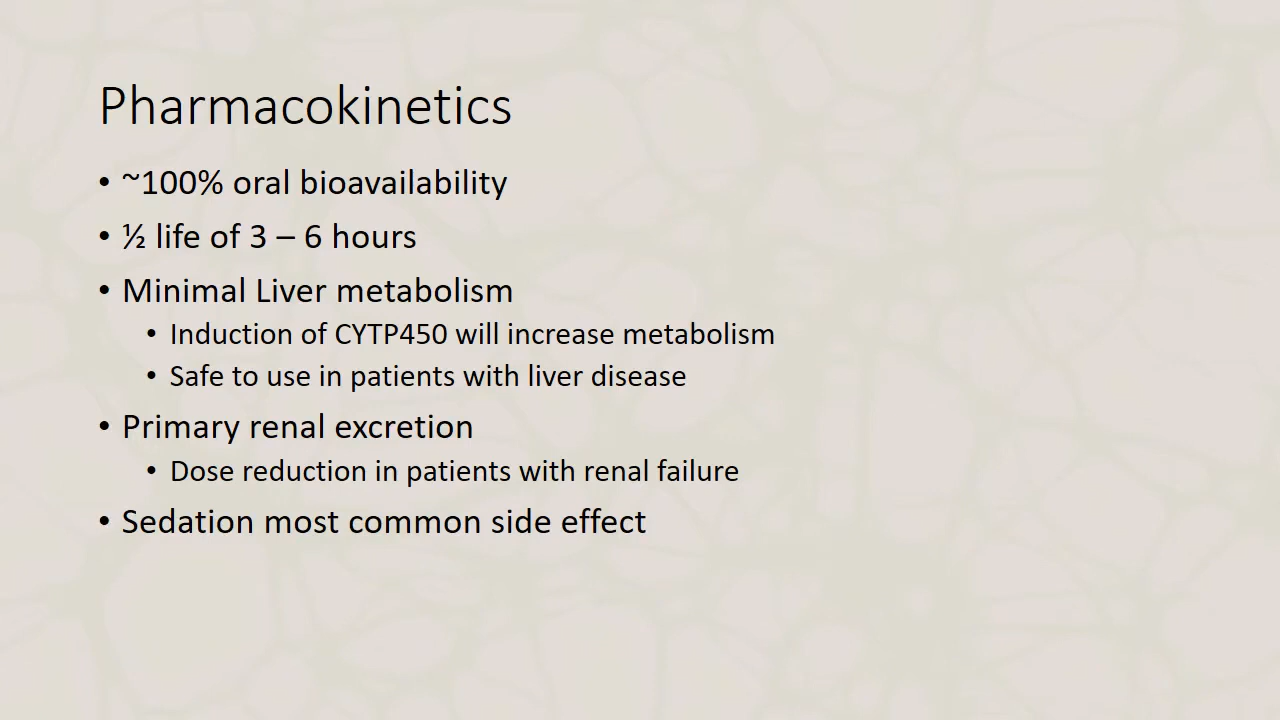 Pharmacokinetics
• ~100% oral bioavailability
• ½ life of 3 – 6 hours
• Minimal Liver metabolism
• Induction of CYTP450 will increase metabolism
• Safe to use in patients with liver disease
• Primary renal excretion
• Dose reduction in patients with renal failure
• Sedation most common side effect